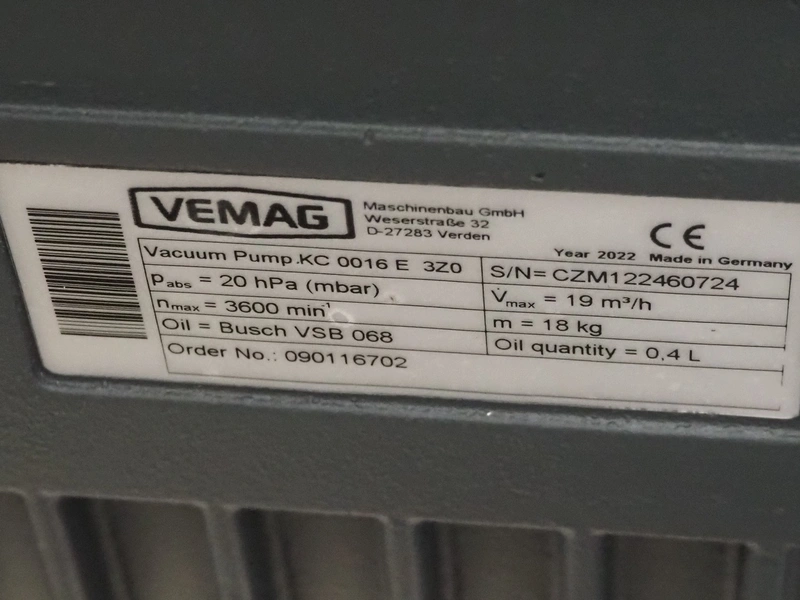 VEMAG
Maschinenbau GmbH
Weserstraße 32
D-27283 Verden
CE
Year 2022 Made in Germany
Vacuum Pump.KC 0016 E 3Z0
S/N= CZM122460724
pabs = 20 hPa (mbar)
V̇max = 19 m³/h
nmax = 3600 min⁻¹
m = 18 kg
Oil = Busch VSB 068
Oil quantity = 0.4 L
Order No.: 090116702